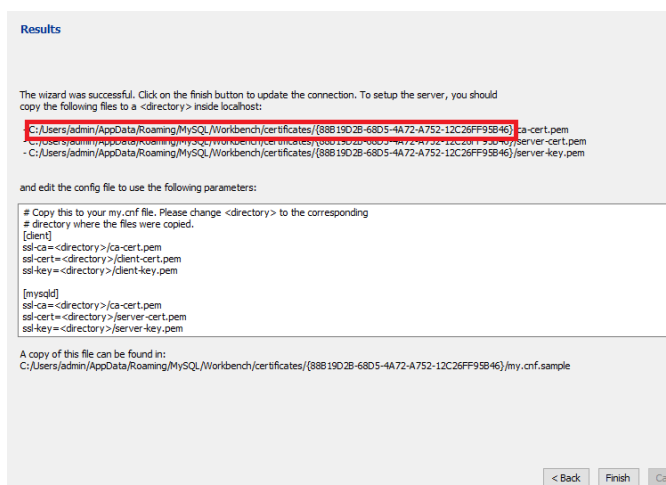 Results
The wizard was successful. Click on the finish button to update the connection. To setup the server, you should
copy the following files to a <directory> inside localhost:
- C:/Users/admin/AppData/Roaming/MySQL/Workbench/certificates/{88B19D2B-68D5-4A72-A752-12C26FF95B46}/ca-cert.pem
- C:/Users/admin/AppData/Roaming/MySQL/Workbench/certificates/{88B19D2B-68D5-4A72-A752-12C26FF95B46}/server-cert.pem
- C:/Users/admin/AppData/Roaming/MySQL/Workbench/certificates/{88B19D2B-68D5-4A72-A752-12C26FF95B46}/server-key.pem
and edit the config file to use the following parameters:
# Copy this to your my.cnf file. Please change <directory> to the corresponding
# directory where the files were copied.
[client]
ssl-ca=<directory>/ca-cert.pem
ssl-cert=<directory>/client-cert.pem
ssl-key=<directory>/client-key.pem
[mysqld]
ssl-ca=<directory>/ca-cert.pem
ssl-cert=<directory>/server-cert.pem
ssl-key=<directory>/server-key.pem
A copy of this file can be found in:
C:/Users/admin/AppData/Roaming/MySQL/Workbench/certificates/{88B19D2B-68D5-4A72-A752-12C26FF95B46}/my.cnf.sample
< Back Finish Ca